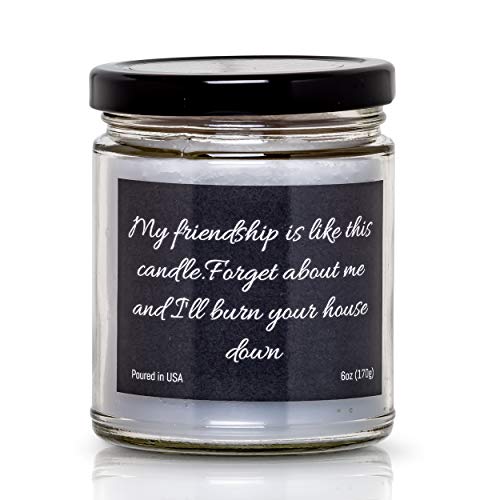 My friendship is like this
candle.Forget about me
and I'll burn your house
down
Poured in USA
6oz (170g)